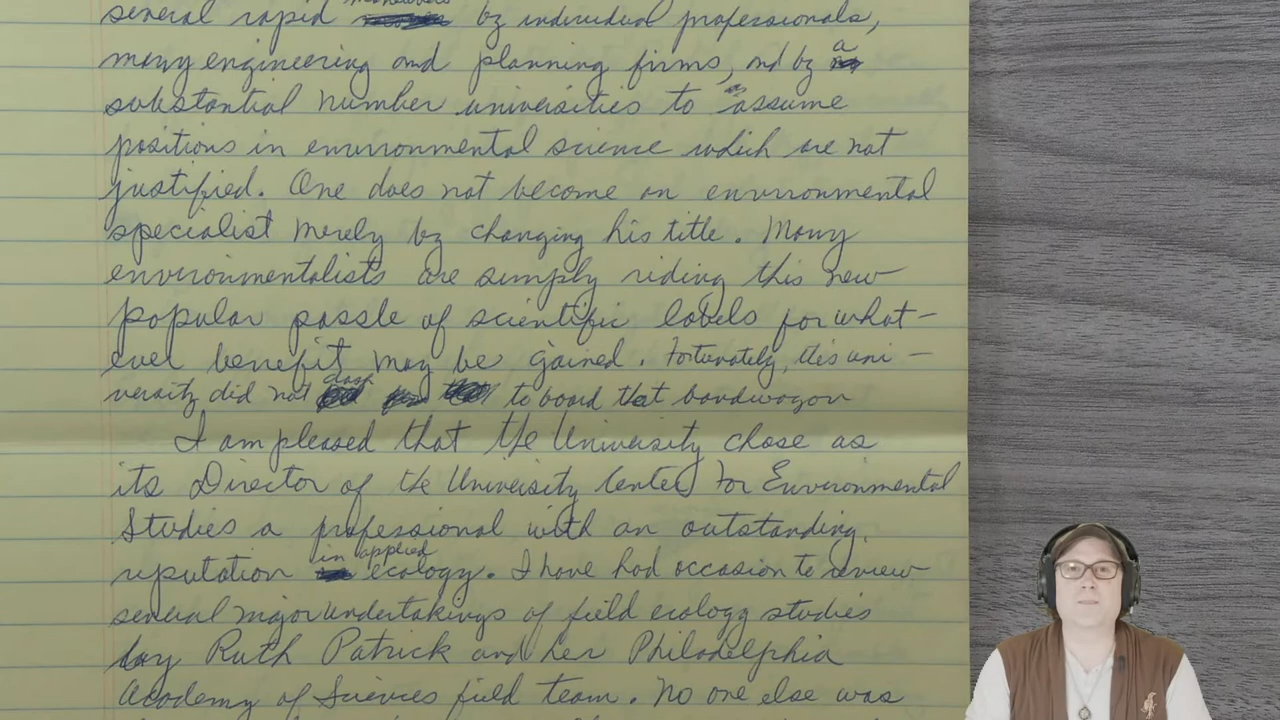 several rapid maneuvers by individual professionals,
many engineering and planning firms, and by a
substantial number universities to assume
positions in environmental science which are not
justified. One does not become an environmental
specialist merely by changing his title. Many
environmentalists are simply riding this new
popular passle of scientific labels for what-
ever benefit may be gained. Fortunately, this uni-
versity did not to board that bandwagon
I am pleased that the University chose as
its Director of the University Center For Environmental
Studies a professional with an outstanding
reputation in applied ecology. I have had occasion to review
several major undertakings of field ecology studies
by Ruth Patrick and her Philadelphia
Academy of Sciences field team. No one else was